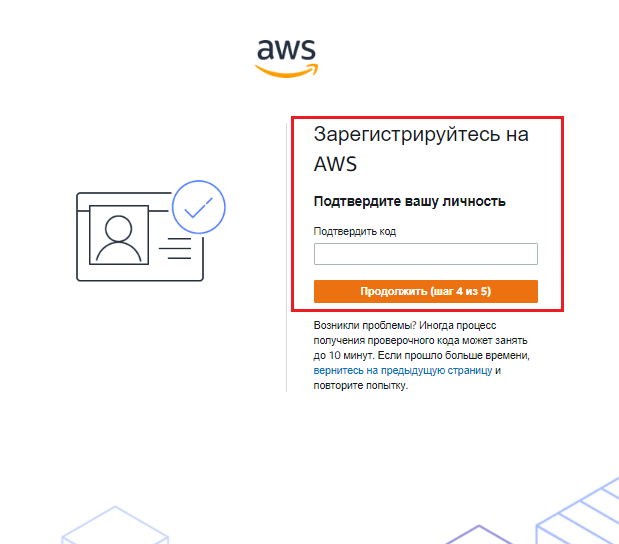 aws
Зарегистрируйтесь на
AWS
Подтвердите вашу личность
Подтвердить код
Продолжить (шаг 4 из 5)
Возникли проблемы? Иногда процесс
получения проверочного кода может занять
до 10 минут. Если прошло больше времени,
вернитесь на предыдущую страницу и
повторите попытку.